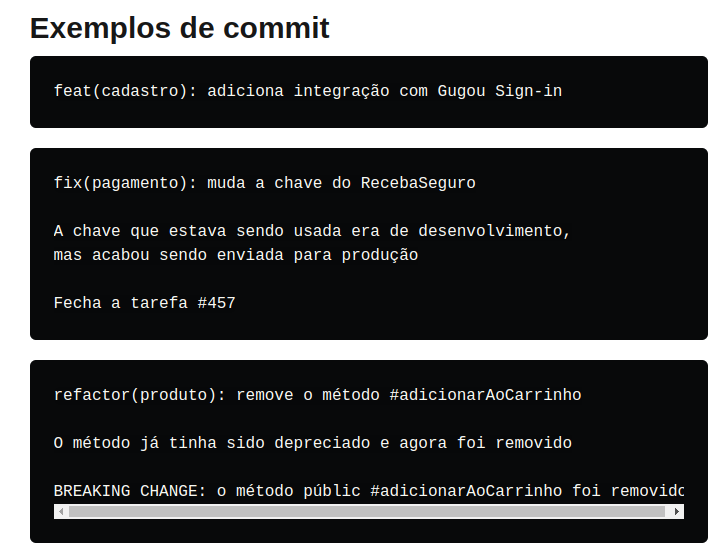 Exemplos de commit
feat(cadastro): adiciona integração com Gugou Sign-in
fix(pagamento): muda a chave do RecebaSeguro
A chave que estava sendo usada era de desenvolvimento,
mas acabou sendo enviada para produção
Fecha a tarefa #457
refactor(produto): remove o método #adicionarAoCarrinho
O método já tinha sido depreciado e agora foi removido
BREAKING CHANGE: o método públic #adicionarAoCarrinho foi removido